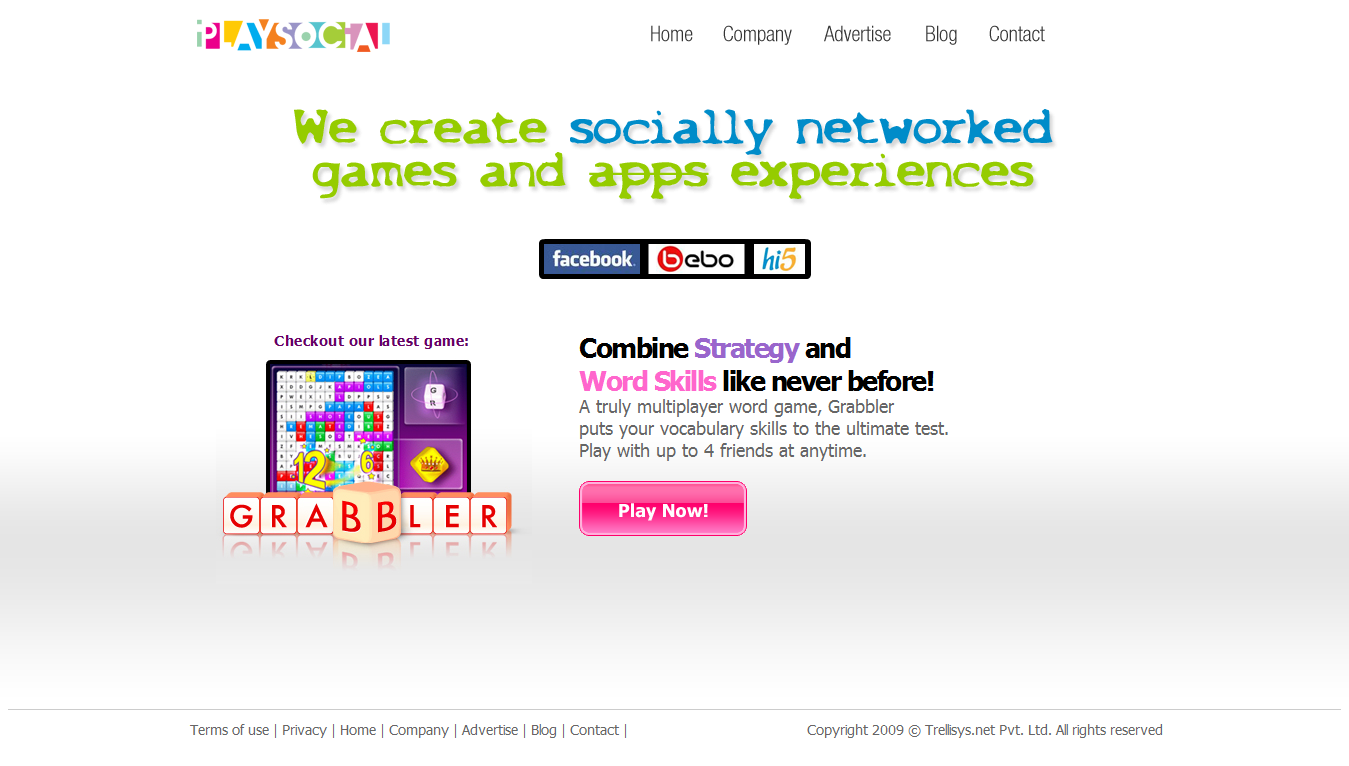 iPLAYSOCIAL
Home Company Advertise Blog Contact
We create socially networked
games and apps experiences
facebook. bebo hi5
Checkout our latest game:
G
R
12 6
GRABBLER
Combine Strategy and
Word Skills like never before!
A truly multiplayer word game, Grabbler
puts your vocabulary skills to the ultimate test.
Play with up to 4 friends at anytime.
Play Now!
Terms of use | Privacy | Home | Company | Advertise | Blog | Contact |
Copyright 2009 © Trellisys.net Pvt. Ltd. All rights reserved